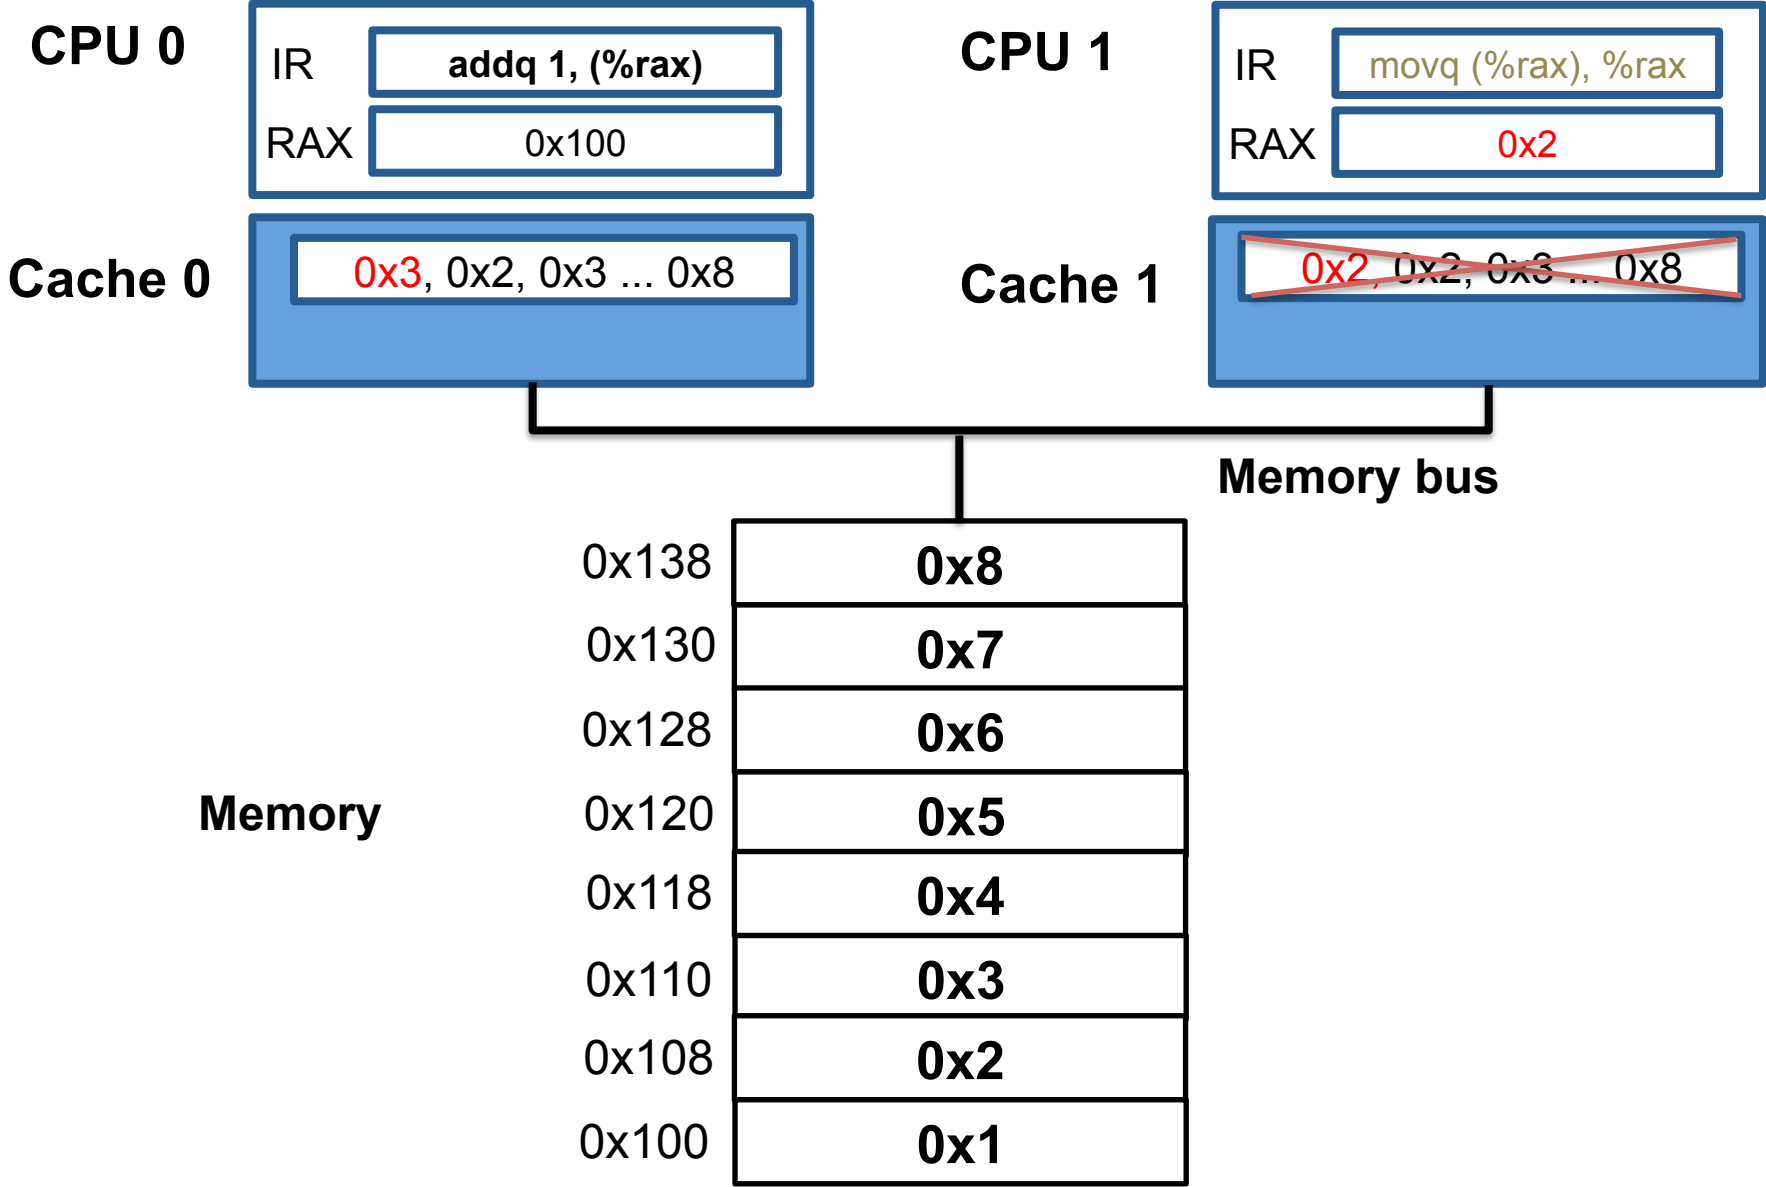 CPU 0
IR
addq 1, (%rax)
RAX
0x100
CPU 1
IR
movq (%rax), %rax
RAX
0x2
Cache 0
0x3, 0x2, 0x3 ... 0x8
Cache 1
0x2, 0x2, 0x3 ... 0x8
Memory bus
0x138
0x8
0x130
0x7
0x128
0x6
Memory
0x120
0x5
0x118
0x4
0x110
0x3
0x108
0x2
0x100
0x1